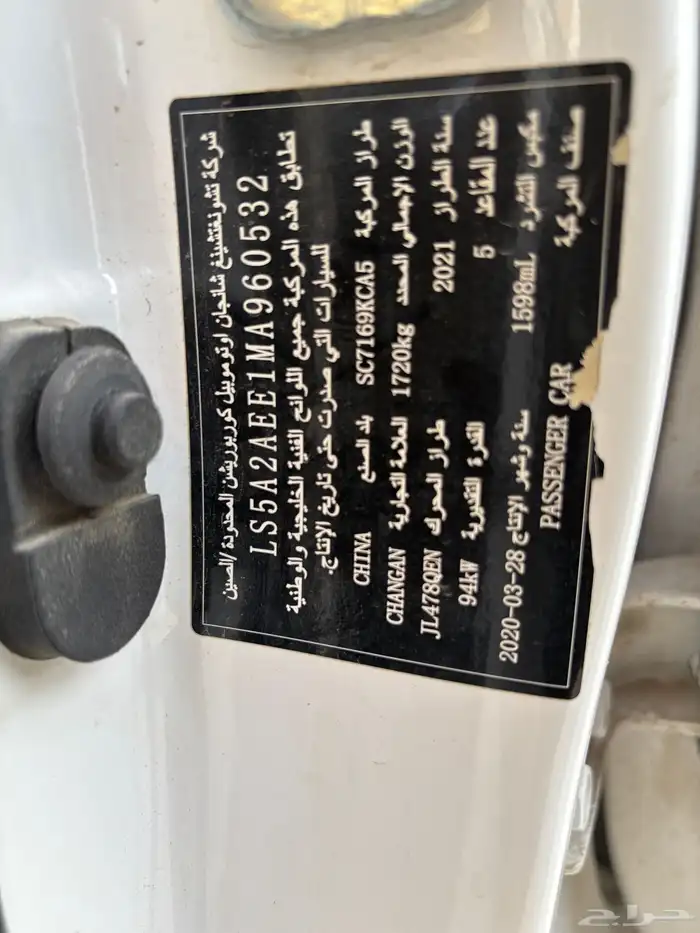 شركة تشونغتشينغ شانجان اوتوموبيل كوربوريشن المحدودة /الصين
LS5A2AEE1MA960532
تطابق هذه المركبة جميع اللوائح الفنية الخليجية والوطنية
للسيارات التي صدرت حتى تاريخ الإنتاج.
طراز المركبة SC7169KCA5 بلد الصنع CHINA
الوزن الإجمالي المحدد 1720kg العلامة التجارية CHANGAN
سنة الطراز 2021 طراز المحرك JL478QEN
عدد المقاعد 5 القدرة التقديرية 94kW
مكبس التشرد 1598mL سنة وشهر الإنتاج 2020-03-28
صنف المركبة PASSENGER CAR
حراج